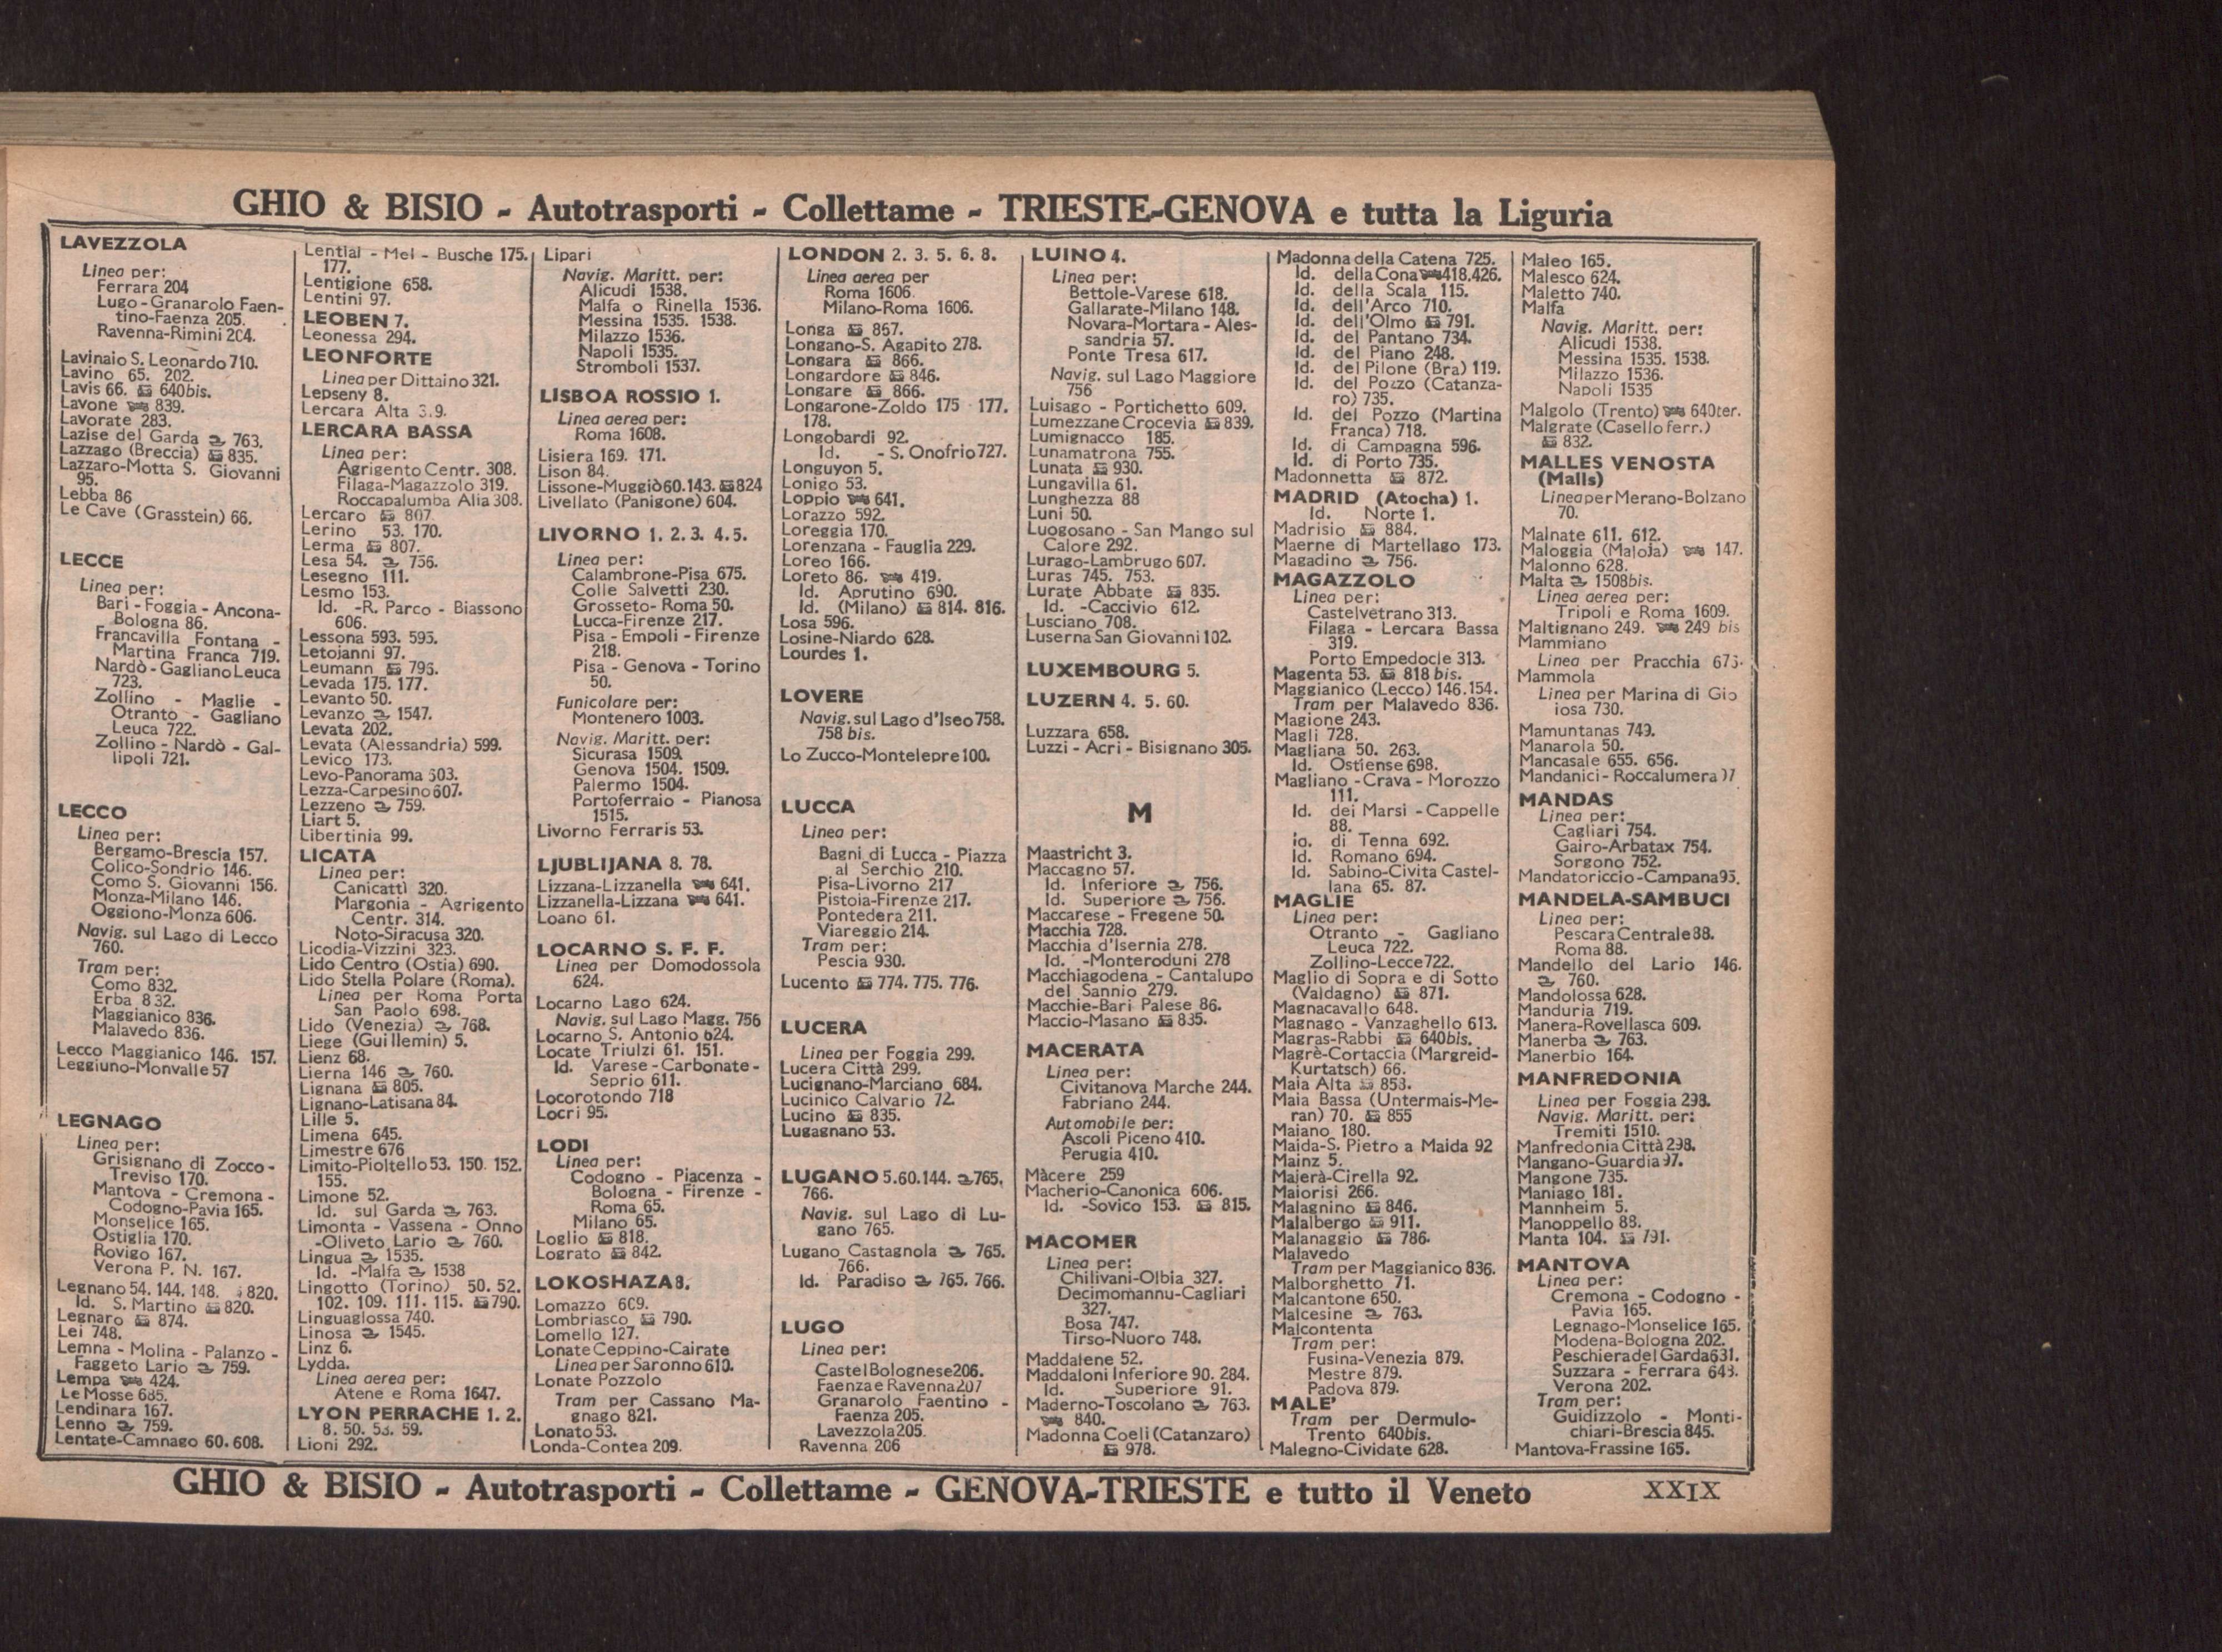 GHIO & BISIO - Autotrasporti - Collettame - TRIESTE-GENOVA e tutta la Liguria
LAVEZZOLA
Linea per:
Ferrara 204
Lugo-Granarolo Faen-
tino-Faenza 205.
Ravenna-Rimini 204.
Lavinaio S. Leonardo 710.
Lavino 65. 202.
Lavis 66. 640bis.
Lavone 839.
Lavorate 283.
Lazise del Garda 763.
Lazzago (Breccia) 835.
Lazzaro-Motta S. Giovanni
95.
Lebba 86
Le Cave (Grasstein) 66.
LECCE
Linea per:
Bari - Foggia - Ancona-
Bologna 86.
Francavilla Fontana -
Martina Franca 719.
Nardò - Gagliano Leuca
723.
Zollino - Maglie -
Otranto - Gagliano
Leuca 722.
Zollino - Nardò - Gal-
lipoli 721.
LECCO
Linea per:
Bergamo-Brescia 157.
Colico-Sondrio 146.
Como S. Giovanni 156.
Monza-Milano 146.
Oggiono-Monza 606.
Navig. sul Lago di Lecco
760.
Tram per:
Como 832.
Erba 832.
Maggianico 836.
Malavedo 836.
Lecco Maggianico 146. 157.
Leggiuno-Monvalle 57
LEGNAGO
Linea per:
Grisignano di Zocco -
Treviso 170.
Mantova - Cremona -
Codogno-Pavia 165.
Monselice 165.
Ostiglia 170.
Rovigo 167.
Verona P. N. 167.
Legnano 54. 144. 148. 820.
Id. S. Martino 820.
Legnaro 874.
Lei 748.
Lemna - Molina - Palanzo -
Faggeto Lario 759.
Lempa 424.
Le Mosse 685.
Lendinara 167.
Lenno 759.
Lentate-Camnago 60. 608.
Lentiai - Mel - Busche 175.
177.
Lentigione 658.
Lentini 97.
LEOBEN 7.
Leonessa 294.
LEONFORTE
Linea per Dittaino 321.
Lepseny 8.
Lercara Alta
LERCARA BASSA
Linea per:
Agrigento Centr. 308.
Filaga-Magazzolo 319.
Roccapalumba Alia 308.
Lercaro 807
Lerino 53. 170.
Lerma 807.
Lesa 54. 756.
Lesegno 111.
Lesmo 153.
Id. -R. Parco - Biassono
606.
Lessona 593. 595.
Letojanni 97.
Leumann 796.
Levada 175. 177.
Levanto 50.
Levanzo 1547.
Levata 202.
Levata (Alessandria) 599.
Levico 173.
Levo-Panorama 603.
Lezza-Carpesino 607.
Lezzeno 759.
Liart 5.
Libertinia 99.
LICATA
Linea per:
Canicattì 320.
Margonia - Agrigento
Centr. 314.
Noto-Siracusa 320.
Licodia-Vizzini 323.
Lido Centro (Ostia) 690.
Lido Stella Polare (Roma).
Linea per Roma Porta
San Paolo 698.
Lido (Venezia) 768.
Liege (Guillemin) 5.
Lienz 68.
Lierna 146 760.
Lignana 805.
Lignano-Latisana 84.
Lille 5.
Limena 645.
Limestre 676
Limito-Pioltello 53. 150. 152.
155.
Limone 52.
Id. sul Garda 763.
Limonta - Vassena - Onno
-Oliveto Lario 760.
Lingua 1535.
Id. -Malfa 1538
Lingotto (Torino) 50. 52.
102. 109. 111. 115. 790.
Linguaglossa 740.
Linosa 1545.
Linz 6.
Lydda.
Linea aerea per:
Atene e Roma 1647.
LYON PERRACHE 1. 2.
8. 50. 53. 59.
Lioni 292.
Lipari
Navig. Maritt. per:
Alicudi 1538.
Malfa o Rinella 1536.
Messina 1535. 1538.
Milazzo 1536.
Napoli 1535.
Stromboli 1537.
LISBOA ROSSIO 1.
Linea aerea per:
Roma 1608.
Lisiera 169. 171.
Lison 84.
Lissone-Muggiò 60.143. 824
Livellato (Panigone) 604.
LIVORNO 1. 2. 3. 4. 5.
Linea per:
Calambrone-Pisa 675.
Colle Salvetti 230.
Grosseto-Roma 50.
Lucca-Firenze 217.
Pisa - Empoli - Firenze
218.
Pisa - Genova - Torino
50.
Funicolare per:
Montenero 1003.
Navig. Maritt. per:
Sicurasa 1509.
Genova 1504. 1509.
Palermo 1504.
Portoferraio - Pianosa
1515.
Livorno Ferraris 53.
LJUBLIJANA 8. 78.
Lizzana-Lizzanella 641.
Lizzanella-Lizzana 641.
Loano 61.
LOCARNO S. F. F.
Linea per Domodossola
624.
Locarno Lago 624.
Navig. sul Lago Magg. 756
Locarno S. Antonio 624.
Locate Triulzi 61. 151.
Id. Varese-Carbonate-
Seprio 611.
Locorotondo 718
Locri 95.
LODI
Linea per:
Codogno - Piacenza -
Bologna - Firenze -
Roma 65.
Milano 65.
Loglio 818.
Lograto 842.
LOKOSHAZA 8.
Lomazzo 609.
Lombriasco 790.
Lomello 127.
Lonate Ceppino-Cairate
Linea per Saronno 610.
Lonate Pozzolo
Tram per Cassano Ma-
gnago 821.
Lonato 53.
Londa-Contea 209.
LONDON 2. 3. 5. 6. 8.
Linea aerea per
Roma 1606.
Milano-Roma 1606.
Longa 867.
Longano-S. Agapito 278.
Longara 866.
Longardore 846.
Longare 866.
Longarone-Zoldo 175 177.
178.
Longobardi 92.
Id. - S. Onofrio 727.
Longuyon 5.
Lonigo 53.
Loppio 641.
Lorazzo 592.
Loreggia 170.
Lorenzana - Fauglia 229.
Loreo 166.
Loreto 86. 419.
Id. Aprutino 690.
Id. (Milano) 814. 816.
Losa 596.
Losine-Niardo 628.
Lourdes 1.
LOVERE
Navig. sul Lago d'Iseo 758.
758 bis.
Lo Zucco-Montelepre 100.
LUCCA
Linea per:
Bagni di Lucca - Piazza
al Serchio 210.
Pisa-Livorno 217
Pistoia-Firenze 217.
Pontedera 211.
Viareggio 214.
Tram per:
Pescia 930.
Lucento 774. 775. 776.
LUCERA
Linea per Foggia 299.
Lucera Città 299.
Lucignano-Marciano 684.
Lucinico Calvario 72.
Lucino 835.
Lugagnano 53.
LUGANO 5.60.144. 765.
766.
Navig. sul Lago di Lu-
gano 765.
Lugano Castagnola 765.
766.
Id. Paradiso 765. 766.
LUGO
Linea per:
Castel Bolognese 206.
Faenza e Ravenna 207
Granarolo Faentino -
Faenza 205.
Lavezzola 205.
Ravenna 206
LUINO 4.
Linea per:
Bettole-Varese 618.
Gallarate-Milano 148.
Novara-Mortara - Ales-
sandria 57.
Ponte Tresa 617.
Navig. sul Lago Maggiore
756
Luisago - Portichetto 609.
Lumezzane Crocevia 839.
Lumignacco 185.
Lunamatrona 755.
Lunata 930.
Lungavilla 61.
Lunghezza 88
Luni 50.
Luogosano - San Mango sul
Calore 292.
Lurago-Lambrugo 607.
Luras 745. 753.
Lurate Abbate 835.
Id. -Caccivio 612.
Lusciano 708.
Luserna San Giovanni 102.
LUXEMBOURG 5.
LUZERN 4. 5. 60.
Luzzara 658.
Luzzi - Acri - Bisignano 305.
M
Maastricht 3.
Maccagno 57.
Id. Inferiore 756.
Id. Superiore 756.
Maccarese - Fregene 50.
Macchia 728.
Macchia d'Isernia 278.
Id. -Monteroduni 278
Macchiagodena - Cantalupo
del Sannio 279.
Macchie-Bari Palese 86.
Maccio-Masano 835.
MACERATA
Linea per:
Civitanova Marche 244.
Fabriano 244.
Automobile per:
Ascoli Piceno 410.
Perugia 410.
Màcere 259
Macherio-Canonica 606.
Id. -Sovico 153. 815.
MACOMER
Linea per:
Chilivani-Olbia 327.
Decimomannu-Cagliari
327.
Bosa 747.
Tirso-Nuoro 748.
Maddalene 52.
Maddaloni Inferiore 90. 284.
Id. Superiore 91.
Maderno-Toscolano 763.
840.
Madonna Coeli (Catanzaro)
978.
Madonna della Catena 725.
Id. della Cona 418.426.
Id. della Scala 115.
Id. dell'Arco 710.
Id. dell'Olmo 791.
Id. del Pantano 734.
Id. del Piano 248.
Id. del Pilone (Bra) 119.
Id. del Pozzo (Catanza-
ro) 735.
Id. del Pozzo (Martina
Franca) 718.
Id. di Campagna 596.
Id. di Porto 735.
Madonnetta 872.
MADRID (Atocha) 1.
Id. Norte 1.
Madrisio 884.
Maerne di Martellago 173.
Magadino 756.
MAGAZZOLO
Linea per:
Castelvetrano 313.
Filaga - Lercara Bassa
319.
Porto Empedocle 313.
Magenta 53. 818 bis.
Maggianico (Lecco) 146.154.
Tram per Malavedo 836.
Magione 243.
Magli 728.
Magliana 50. 263.
Id. Ostiense 698.
Magliano -Crava - Morozzo
111.
Id. dei Marsi - Cappelle
88.
Id. di Tenna 692.
Id. Romano 694.
Id. Sabino-Civita Castel-
lana 65. 87.
MAGLIE
Linea per:
Otranto - Gagliano
Leuca 722.
Zollino-Lecce 722.
Maglio di Sopra e di Sotto
(Valdagno) 871.
Magnacavallo 648.
Magnago - Vanzaghello 613.
Magras-Rabbi 640bis.
Magrè-Cortaccia (Margreid-
Kurtatsch) 66.
Maia Alta 853.
Maia Bassa (Untermais-Me-
ran) 70. 855
Maiano 180.
Maida-S. Pietro a Maida 92
Mainz 5.
Maierà-Cirella 92.
Maiorisi 266.
Malagnino 846.
Malalbergo 911.
Malanaggio 786.
Malavedo
Tram per Maggianico 836.
Malborghetto 71.
Malcantone 650.
Malcesine 763.
Malcontenta
Tram per:
Fusina-Venezia 879.
Mestre 879.
Padova 879.
MALE'
Tram per Dermulo-
Trento 640bis.
Malegno-Cividate 628.
Maleo 165.
Malesco 624.
Maletto 740.
Malfa
Navig. Maritt. per:
Alicudi 1538.
Messina 1535. 1538.
Milazzo 1536.
Napoli 1535
Malgolo (Trento) 640ter.
Malgrate (Casello ferr.)
832.
MALLES VENOSTA
(Malls)
Linea per Merano-Bolzano
70.
Malnate 611. 612.
Maloggia (Maloja) 147.
Malonno 628.
Malta 1508bis.
Linea aerea per:
Tripoli e Roma 1609.
Maltignano 249. 249 bis
Mammiano
Linea per Pracchia 675.
Mammola
Linea per Marina di Gio
iosa 730.
Mamuntanas 749.
Manarola 50.
Mancasale 655. 656.
Mandanici - Roccalumera 97
MANDAS
Linea per:
Cagliari 754.
Gairo-Arbatax 754.
Sorgono 752.
Mandatoriccio-Campana 95.
MANDELA-SAMBUCI
Linea per:
Pescara Centrale 88.
Roma 88.
Mandello del Lario 146.
760.
Mandolossa 628.
Manduria 719.
Manera-Rovellasca 609.
Manerba 763.
Manerbio 164.
MANFREDONIA
Linea per Foggia 298.
Navig. Maritt. per:
Tremiti 1510.
Manfredonia Città 298.
Mangano-Guardia 97.
Mangone 735.
Maniago 181.
Mannheim 5.
Manoppello 88.
Manta 104. 791.
MANTOVA
Linea per:
Cremona - Codogno -
Pavia 165.
Legnago-Monselice 165.
Modena-Bologna 202.
Peschiera del Garda 631.
Suzzara - Ferrara 648.
Verona 202.
Tram per:
Guidizzolo - Monti-
chiari-Brescia 845.
Mantova-Frassine 165.
GHIO & BISIO - Autotrasporti - Collettame - GENOVA-TRIESTE e tutto il Veneto
XXIX